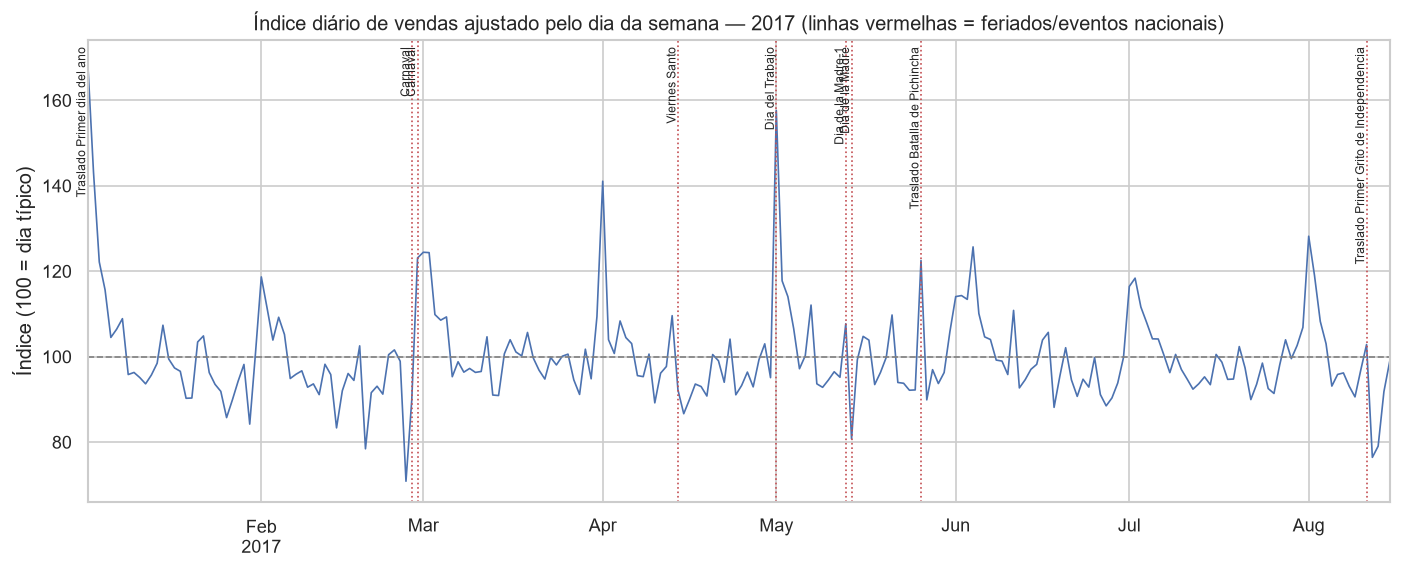 Índice diário de vendas ajustado pelo dia da semana — 2017 (linhas vermelhas = feriados/eventos nacionais)
Índice (100 = dia típico)
160
140
120
100
80
Traslado Primer dia del ano
Carnaval
Carnaval
Viernes Santo
Dia del Trabajo
Dia de la Madre-1
Dia de la Madre
Traslado Batalla de Pichincha
Traslado Primer Grito de Independencia
Feb
2017
Mar
Apr
May
Jun
Jul
Aug